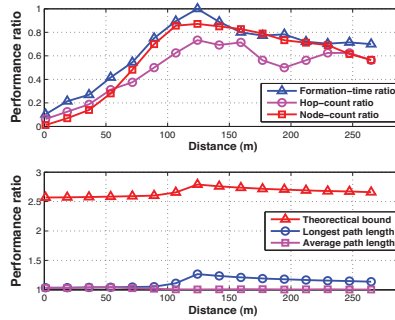 1
0.8
0.6
0.4
0.2
0
Performance ratio
Formation-time ratio
Hop-count ratio
Node-count ratio
0 50 100 150 200 250
Distance (m)
3
2.5
2
1.5
1
Performance ratio
Theorectical bound
Longest path length
Average path length
0 50 100 150 200 250
Distance (m)